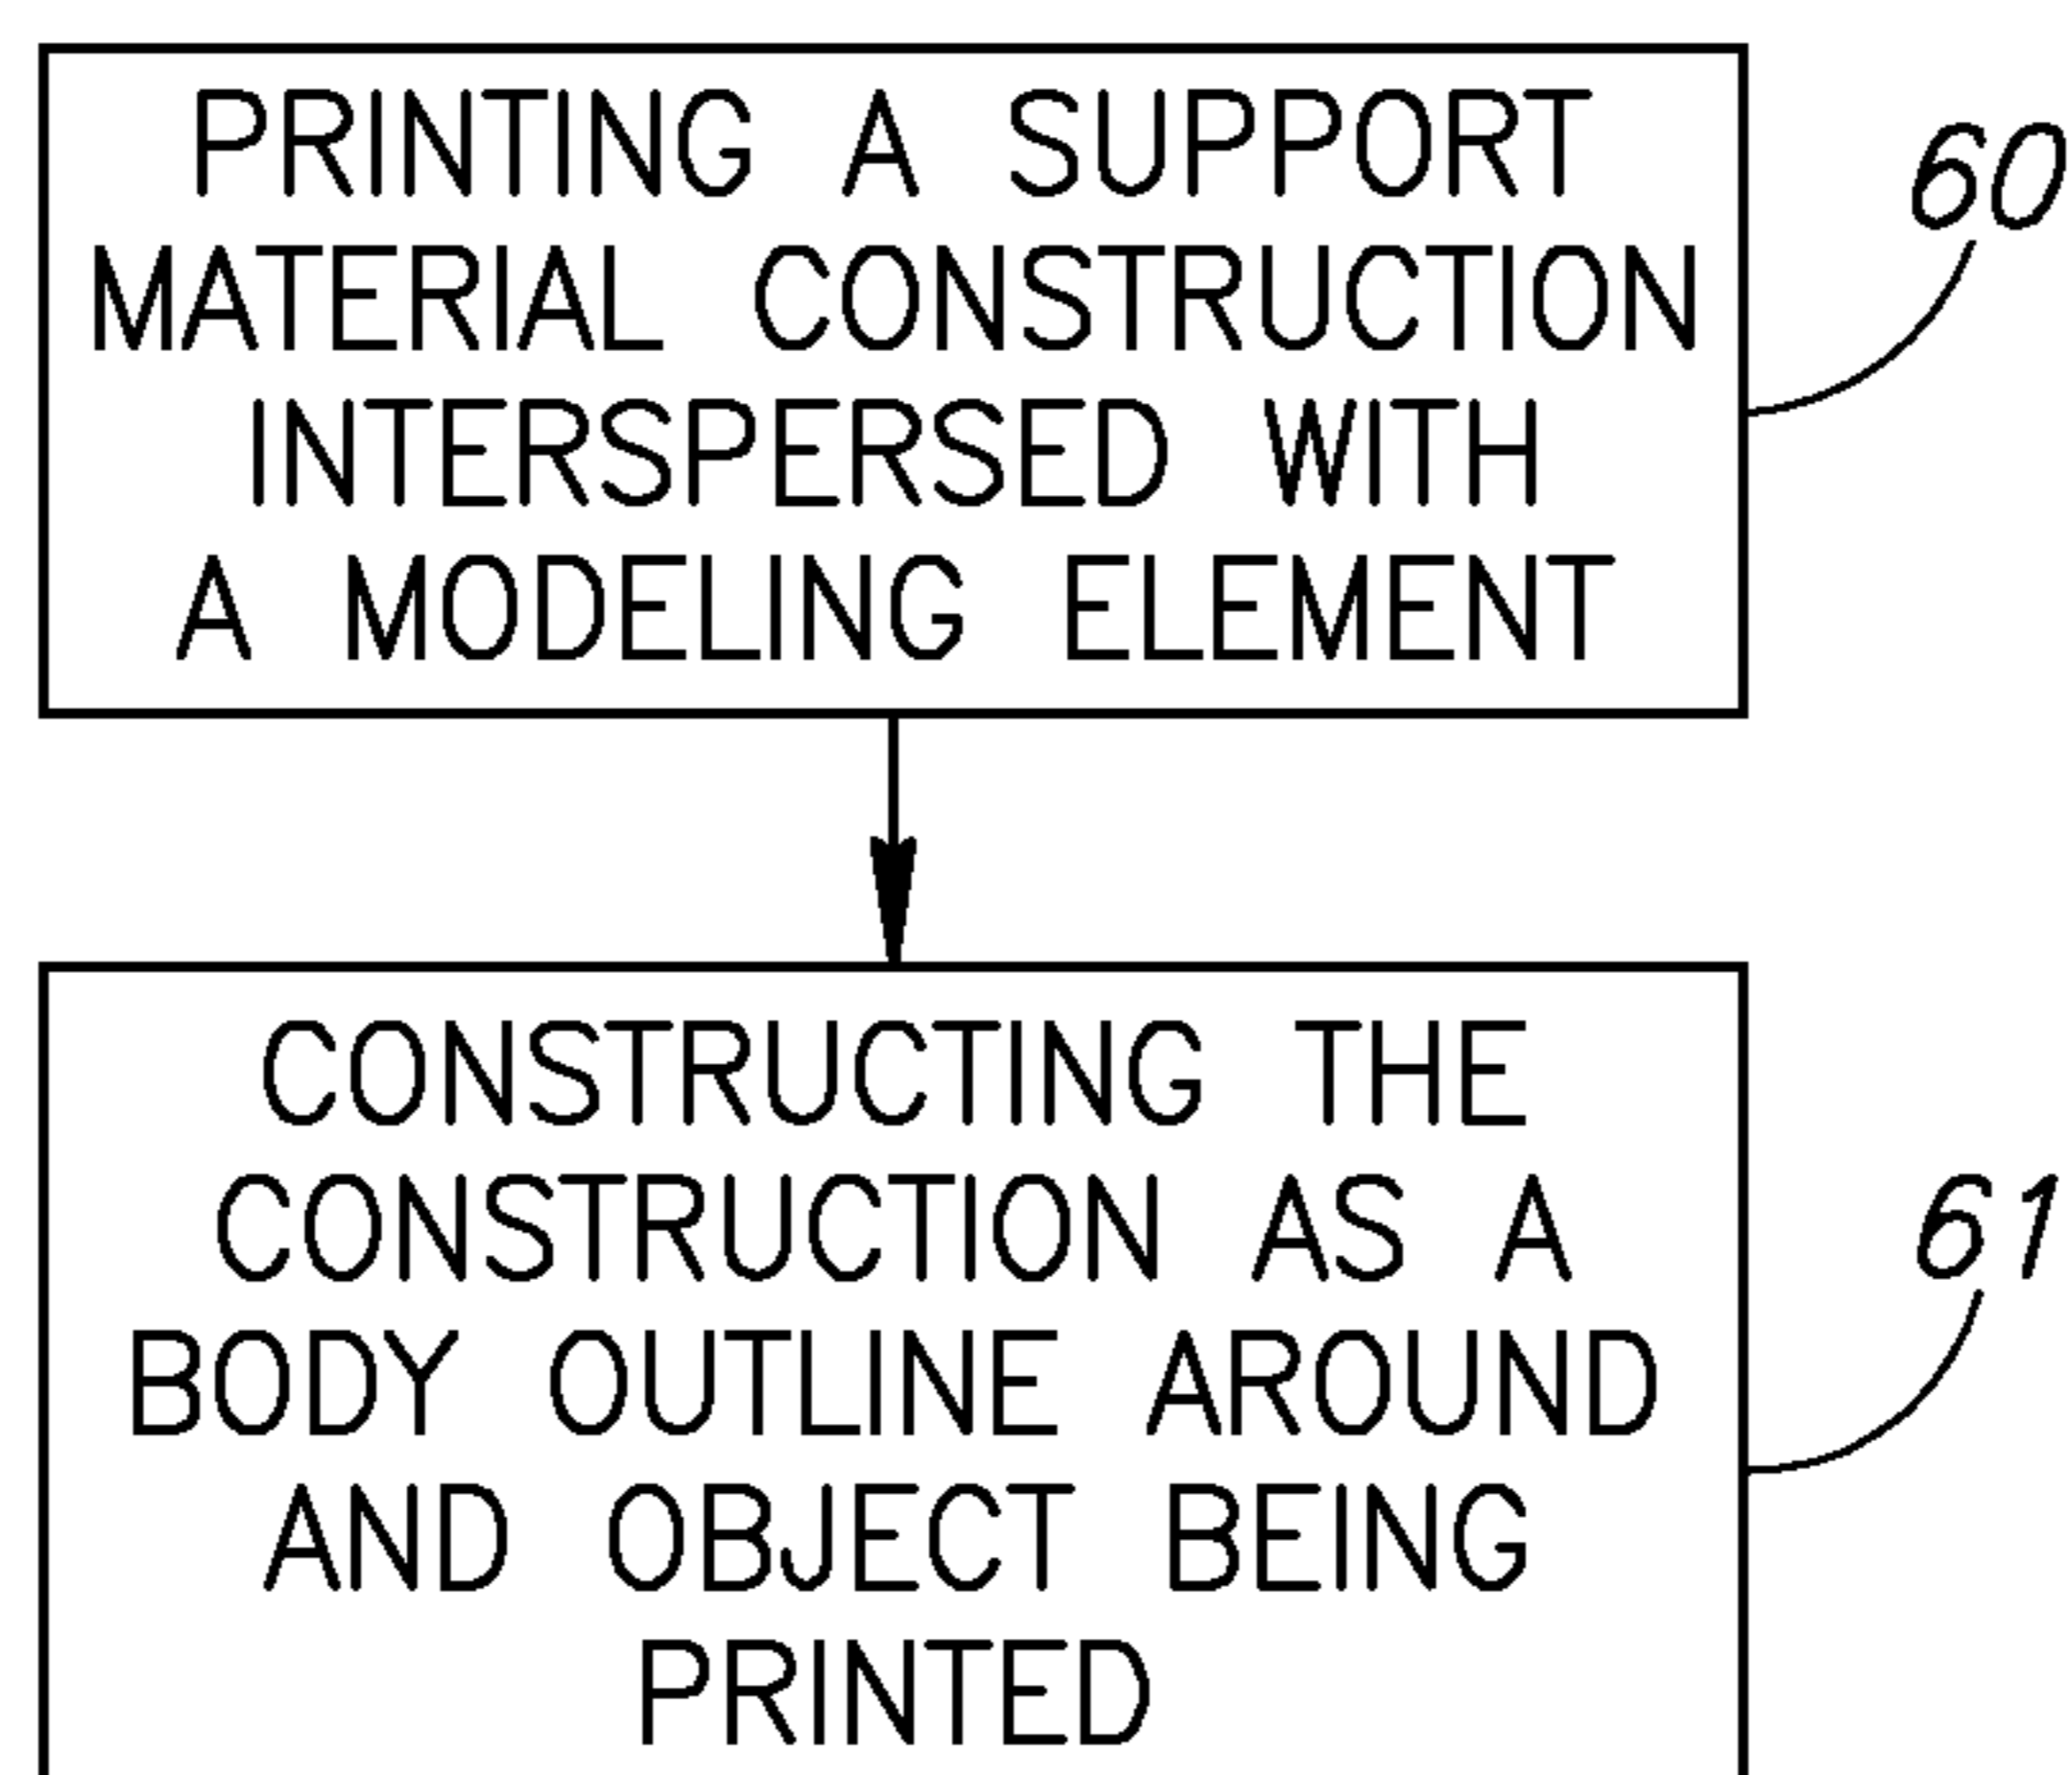 PRINTING A SUPPORT
MATERIAL CONSTRUCTION
INTERSPERSED WITH
A MODELING ELEMENT
60
CONSTRUCTING THE
CONSTRUCTION AS A
BODY OUTLINE AROUND
AND OBJECT BEING
PRINTED
61